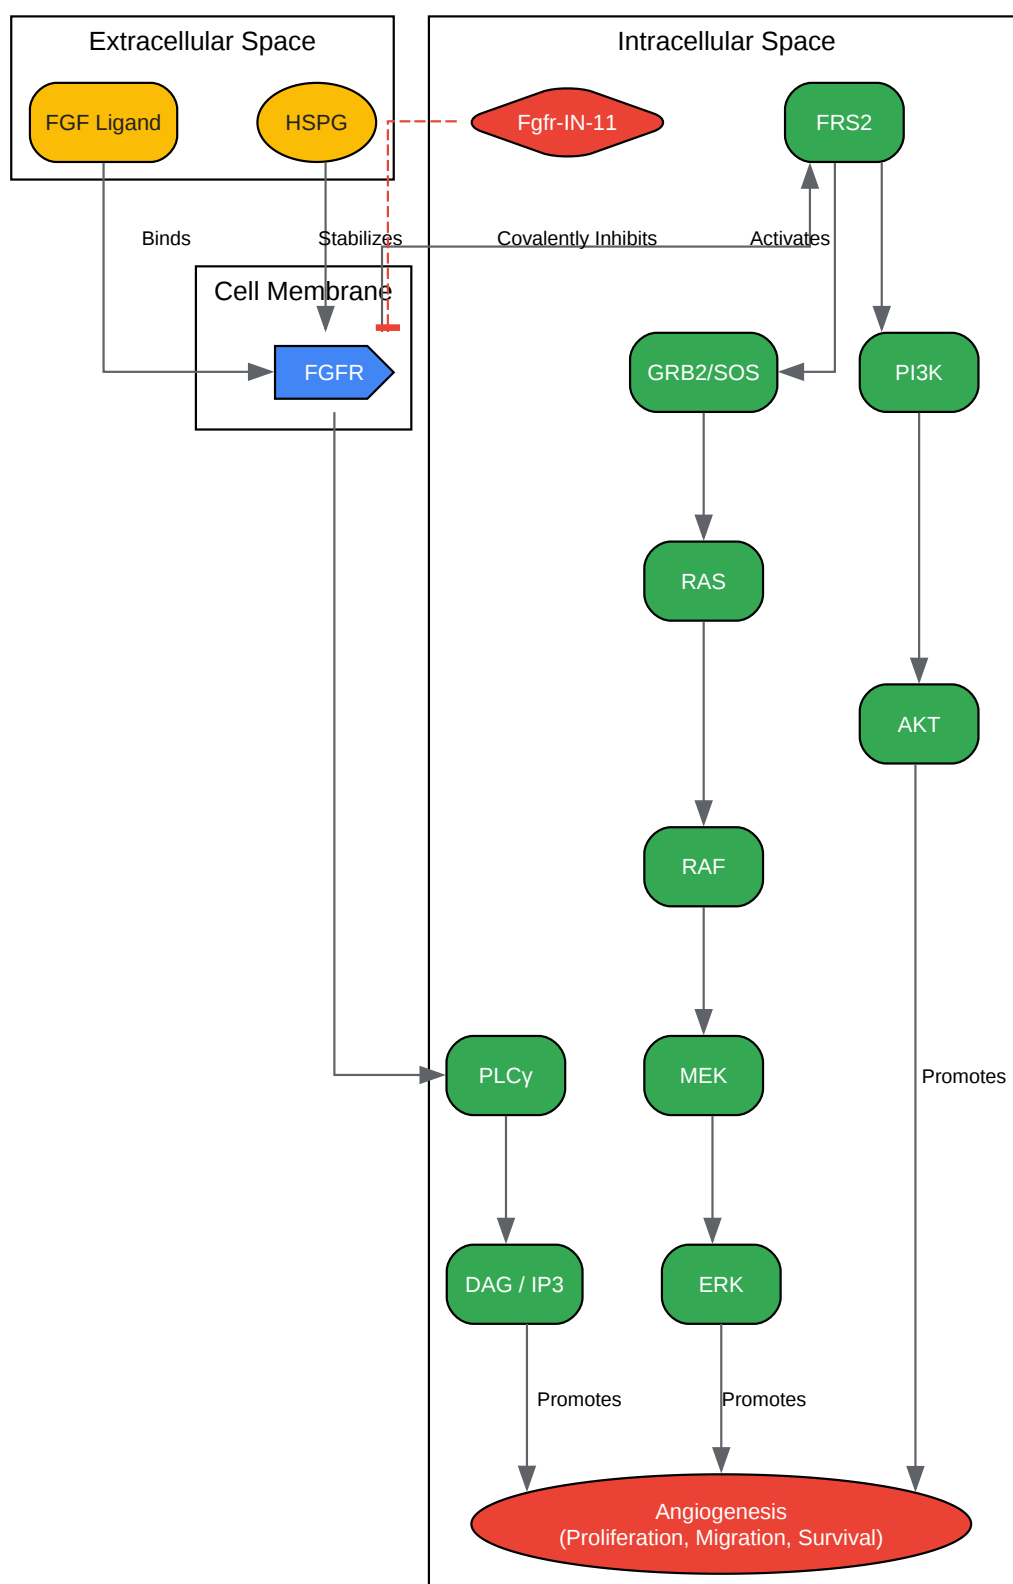 Extracellular Space
Intracellular Space
FGF Ligand
HSPG
Fgfr-IN-11
FRS2
Binds
Stabilizes
Covalently Inhibits
Activates
Cell Membrane
FGFR
GRB2/SOS
PI3K
RAS
AKT
RAF
PLCγ
MEK
Promotes
DAG / IP3
ERK
Promotes
Promotes
Angiogenesis
(Proliferation, Migration, Survival)